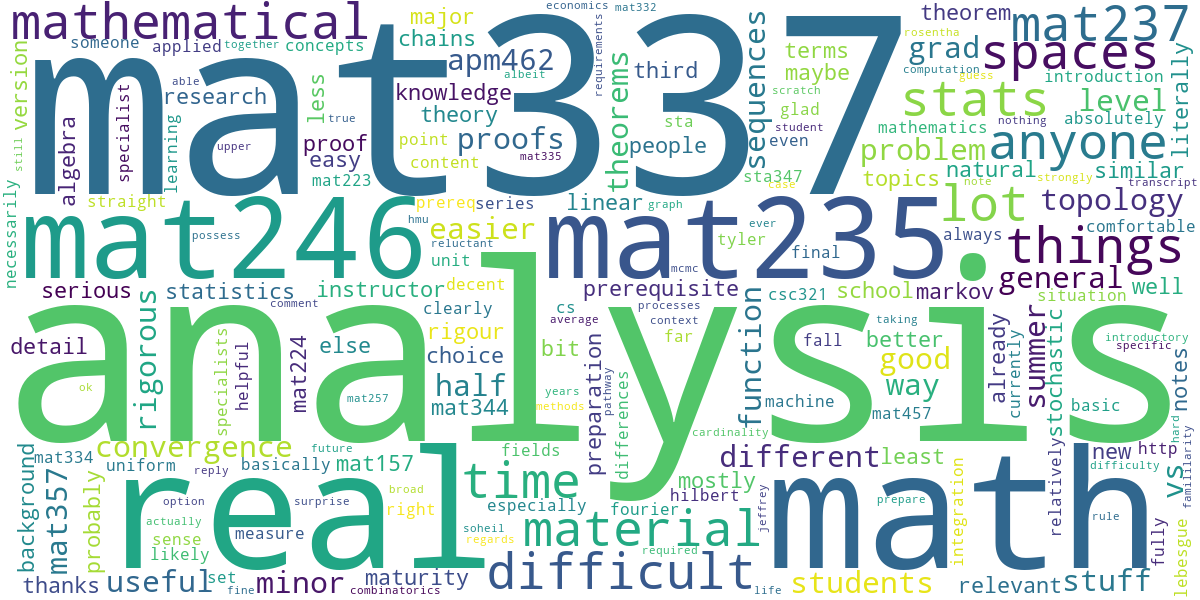 mathematical
mat337
major
chains
economics
mat332
requirements
theorem
mat237
someone
applied
together
concepts
apm462
albeit
third
theorems
sequences
terms
maybe
grad
rosentha
spaces
computation
guess
introduction
literally
version
still
able
less
research
specialist
knowledge
theory
proofs
people
sta
glad
scratch
student
even
stats
level
mathematics
absolutely
anyone
algebra
learning
true
upper
proof
easy
point
content
mat335
mat223
sta347
case
problem
topics
natural
similar
nothing
note
strongly
transcript
necessarily
straight
prereq
series
linear
graph
lot
topology
mat246
hmu
easier
mat235
ever
tyler
always
comfortable
final
things
possess
reluctant
unit
mcmc
serious
statistics
instructor
decent
prerequisite
csc321
school
markov
general
situation
well
analysis
rigorous
comment
clearly
cs
average
processes
context
far
function
fall
taking
better
already
currently
summer
stochastic
introductory
specific
detail
specialists
helpful
mat224
else
rigour
choice
bit
good
ok
half
way
basic
notes
mat257
years
mat344
methods
preparation
pathway
differences
machine
mat457
cardinality
relatively
background
convergence
fields
different
least
new
http
vs
hard
familiarity
mat334
uniform
future
basically
mat157
mostly
difficulty
mat357
probably
reply
real
time
especially
hilbert
math
integration
option
surprise
broad
right
fourier
jeffrey
prepare
rule
actually
sense
measure
material
fully
likely
soheil
regards
required
lebesgue
thanks
useful
set
fine
minor
maturity
combinatorics
difficult
life
students
relevant
stuff